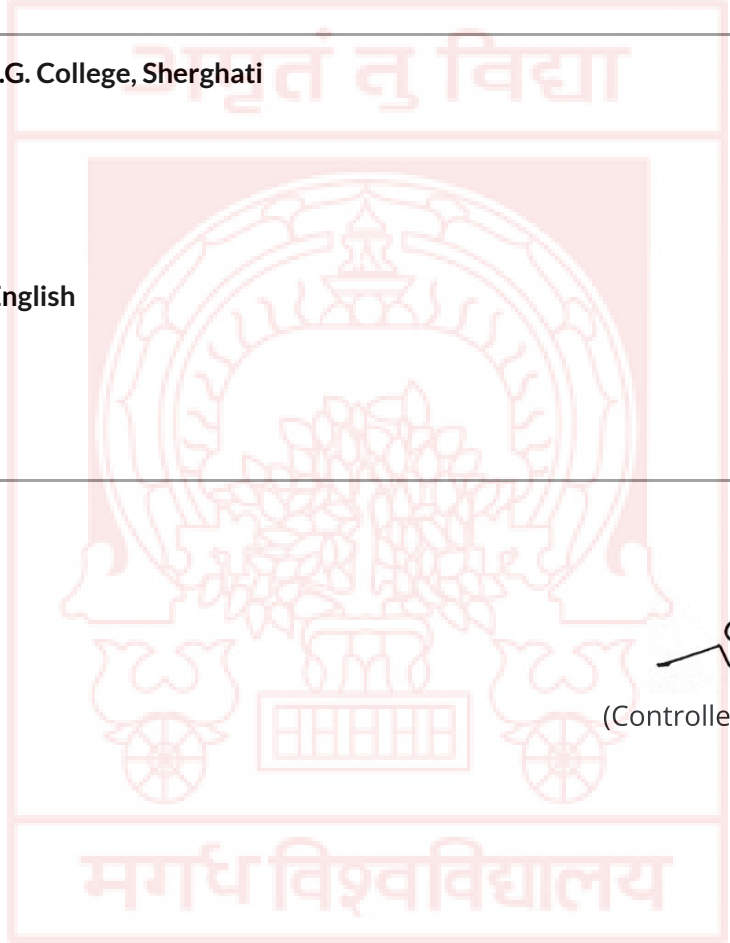 अमृतं तु विद्या
.G. College, Sherghati
English
(Controlle
मगध विश्वविद्यालय